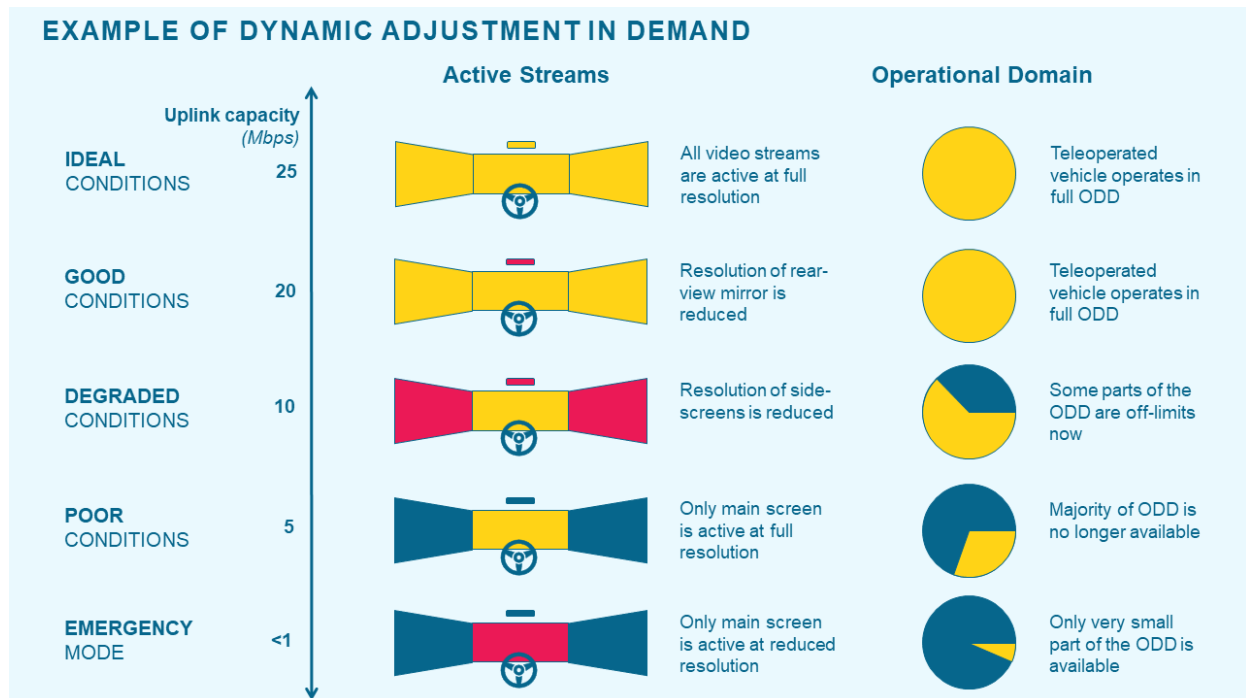 EXAMPLE OF DYNAMIC ADJUSTMENT IN DEMAND
Active Streams
Operational Domain
Uplink capacity
(Mbps)
IDEAL
CONDITIONS
25
All video streams
are active at full
resolution
Teleoperated
vehicle operates in
full ODD
GOOD
CONDITIONS
20
Resolution of rear-
view mirror is
reduced
Teleoperated
vehicle operates in
full ODD
DEGRADED
CONDITIONS
10
Resolution of side-
screens is reduced
Some parts of the
ODD are off-limits
now
POOR
CONDITIONS
5
Only main screen
is active at full
resolution
Majority of ODD is
no longer available
EMERGENCY
MODE
<1
Only main screen
is active at reduced
resolution
Only very small
part of the ODD is
available